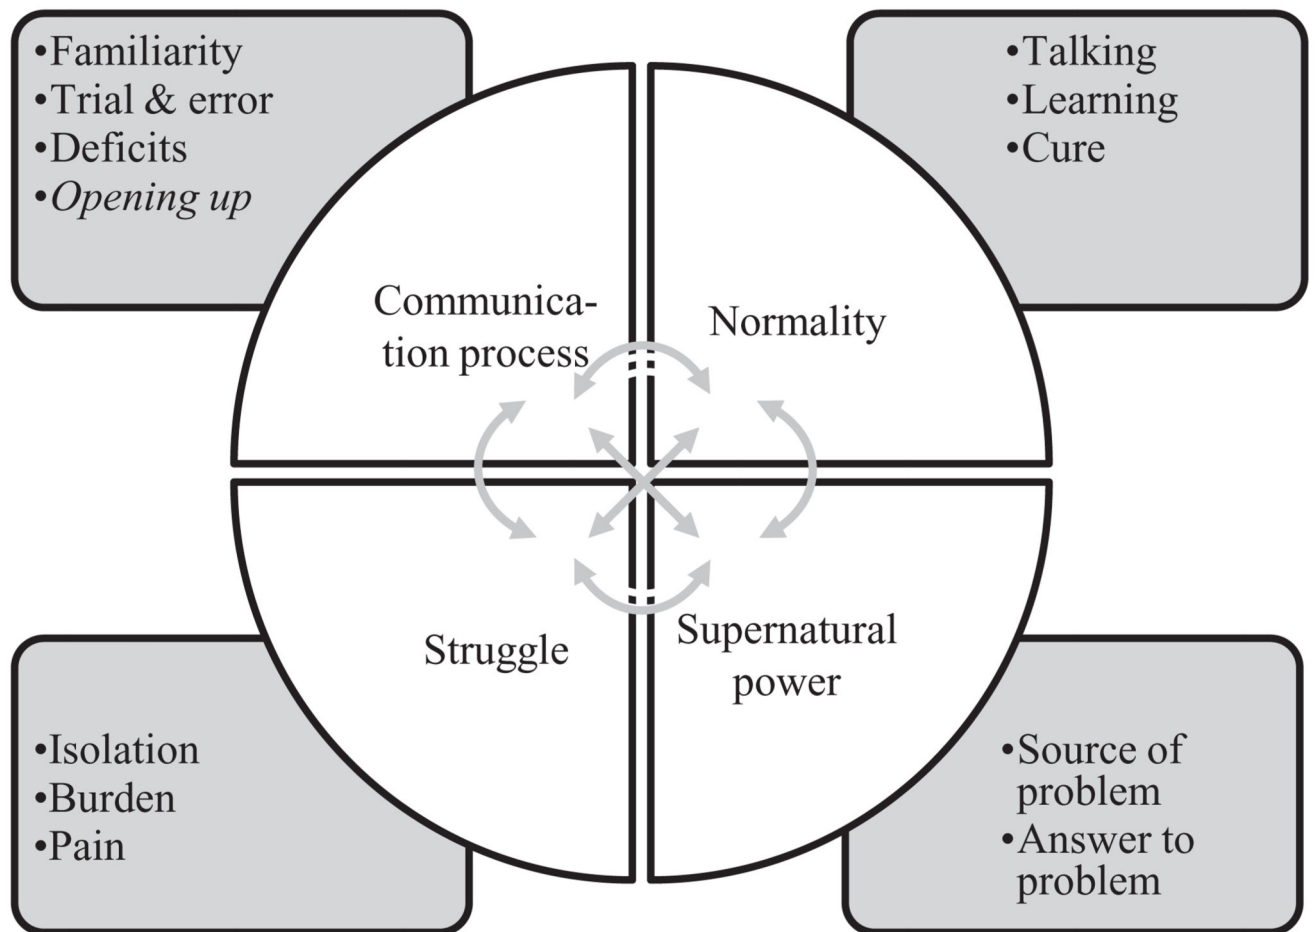 •Familiarity
•Trial & error
•Deficits
•Opening up
•Talking
•Learning
•Cure
Communica-
tion process
Normality
Struggle
Supernatural
power
•Isolation
•Burden
•Pain
•Source of
problem
•Answer to
problem